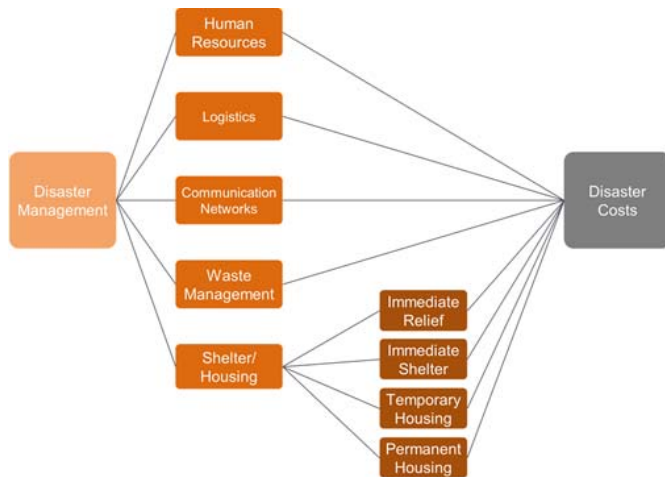 Human
Resources
Logistics
Disaster
Management
Communication
Networks
Disaster
Costs
Waste
Management
Immediate
Relief
Shelter/
Housing
Immediate
Shelter
Temporary
Housing
Permanent
Housing